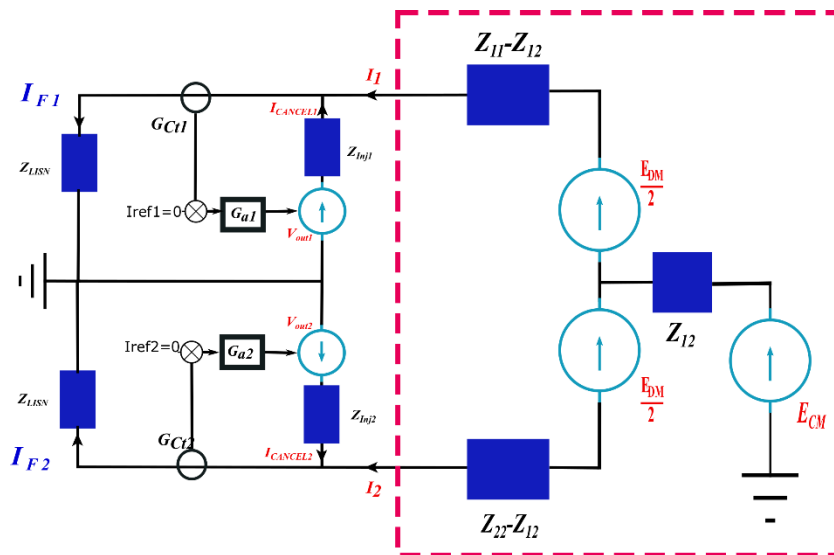 Z11-Z12
I1
IF1
ICANCEL1
GCt1
ZLISN
ZInj1
EDM
2
Iref1=0
Ga1
Vout1
Vout2
Z12
Iref2=0
Ga2
EDM
2
ECM
ZLISN
ZInj2
GCt2
IF2
ICANCEL2
I2
Z22-Z12